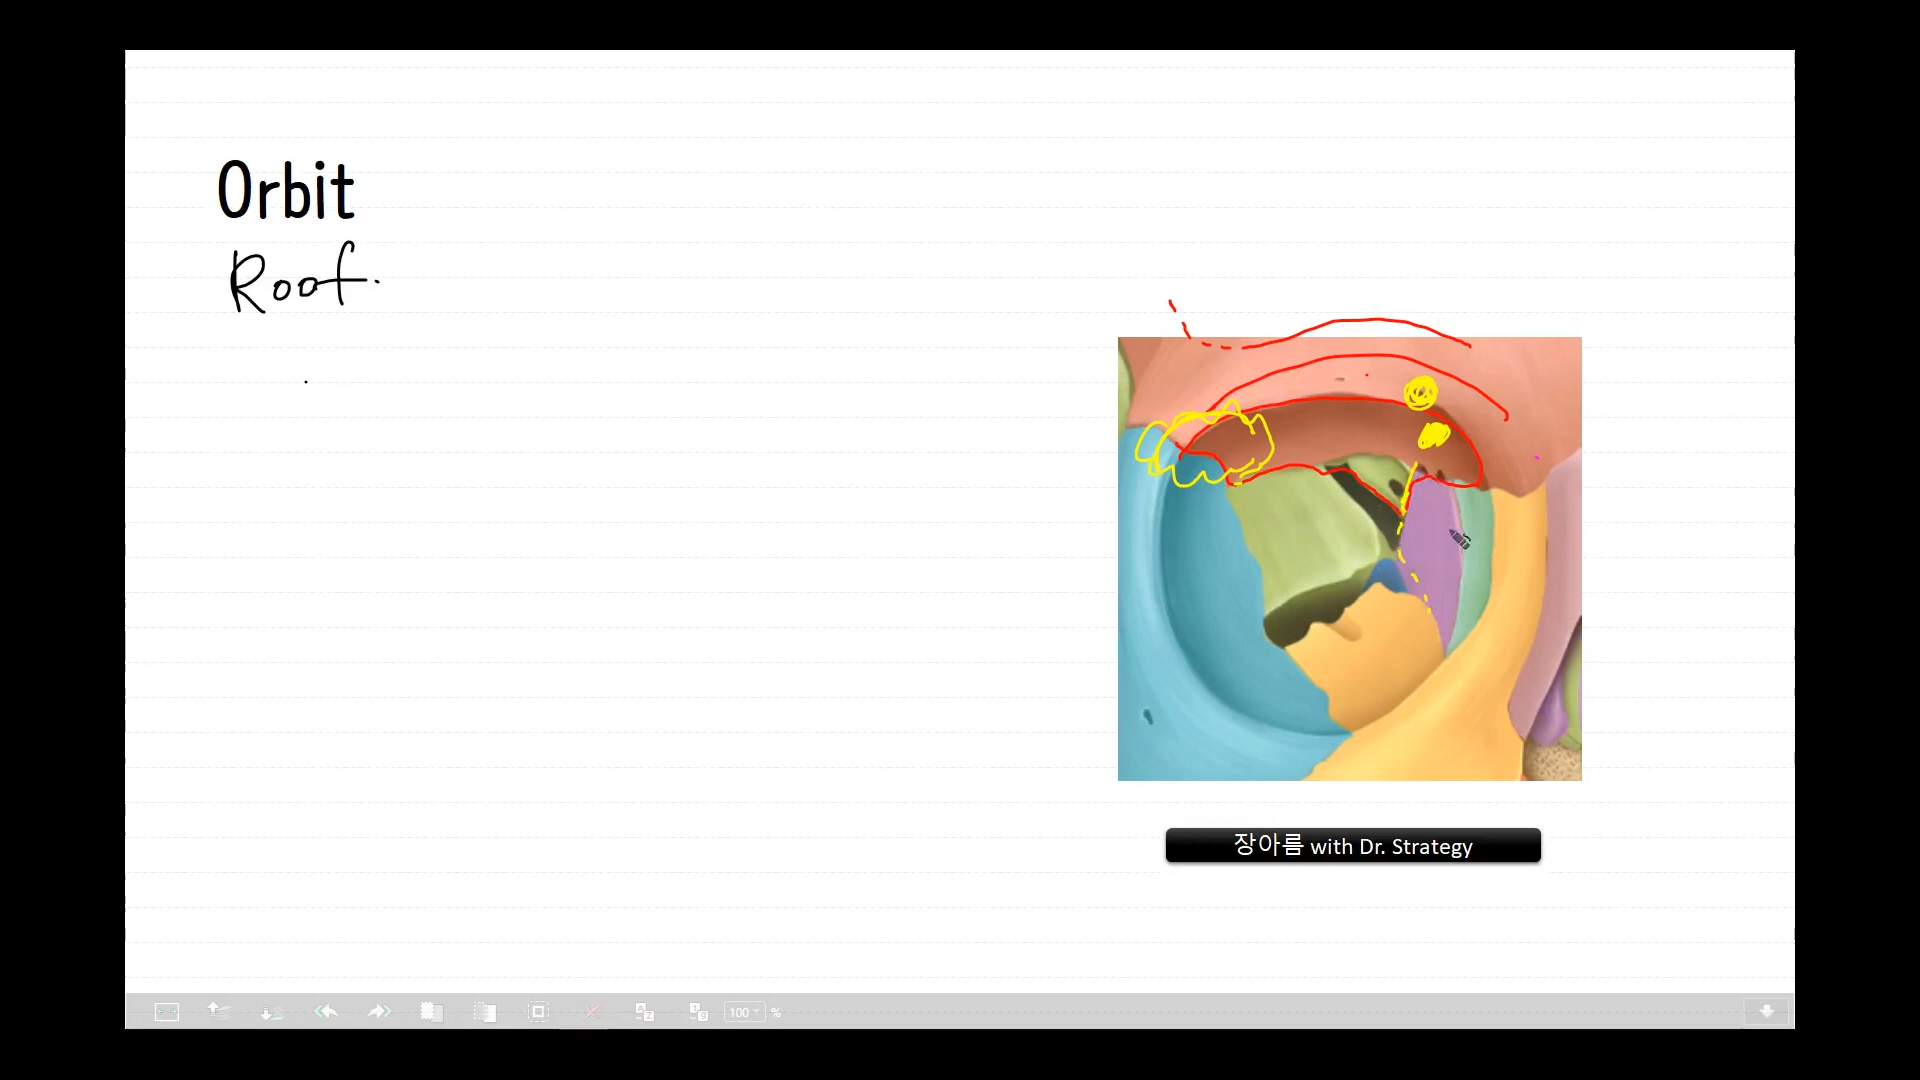 Orbit
Roof.
장아름 with Dr. Strategy
100 %